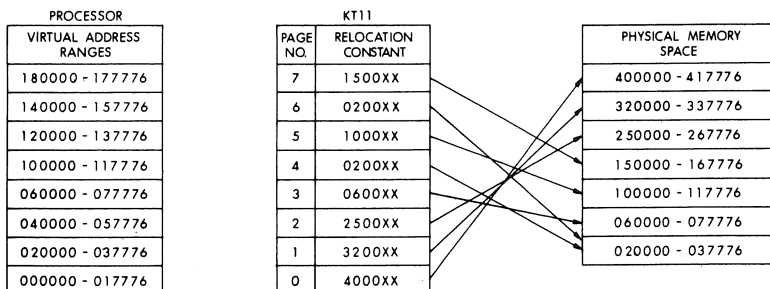 PROCESSOR
VIRTUAL ADDRESS
RANGES
180000 - 177776
140000 - 157776
120000 - 137776
100000 - 117776
060000 - 077776
040000 - 057776
020000 - 037776
000000 - 017776
KT11
PAGE NO.
RELOCATION CONSTANT
7 1500XX
6 0200XX
5 1000XX
4 0200XX
3 0600XX
2 2500XX
1 3200XX
0 4000XX
PHYSICAL MEMORY
SPACE
400000 - 417776
320000 - 337776
250000 - 267776
150000 - 167776
100000 - 117776
060000 - 077776
020000 - 037776